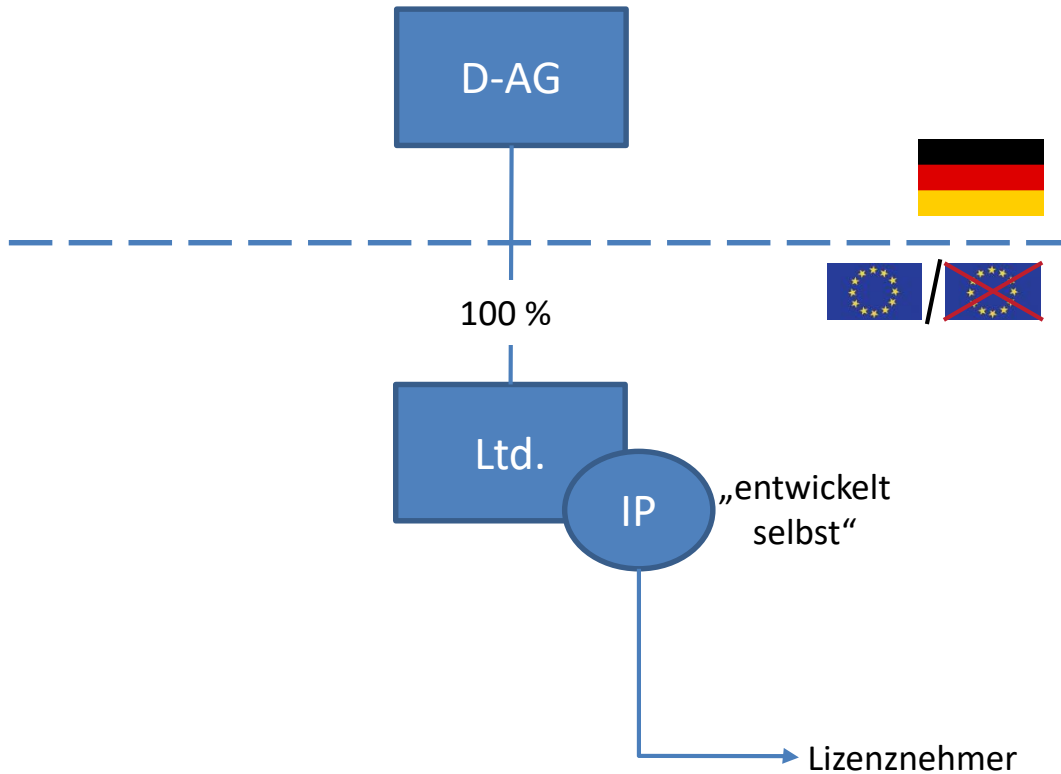 D-AG
100 %
Ltd.
IP
„entwickelt
selbst“
Lizenznehmer